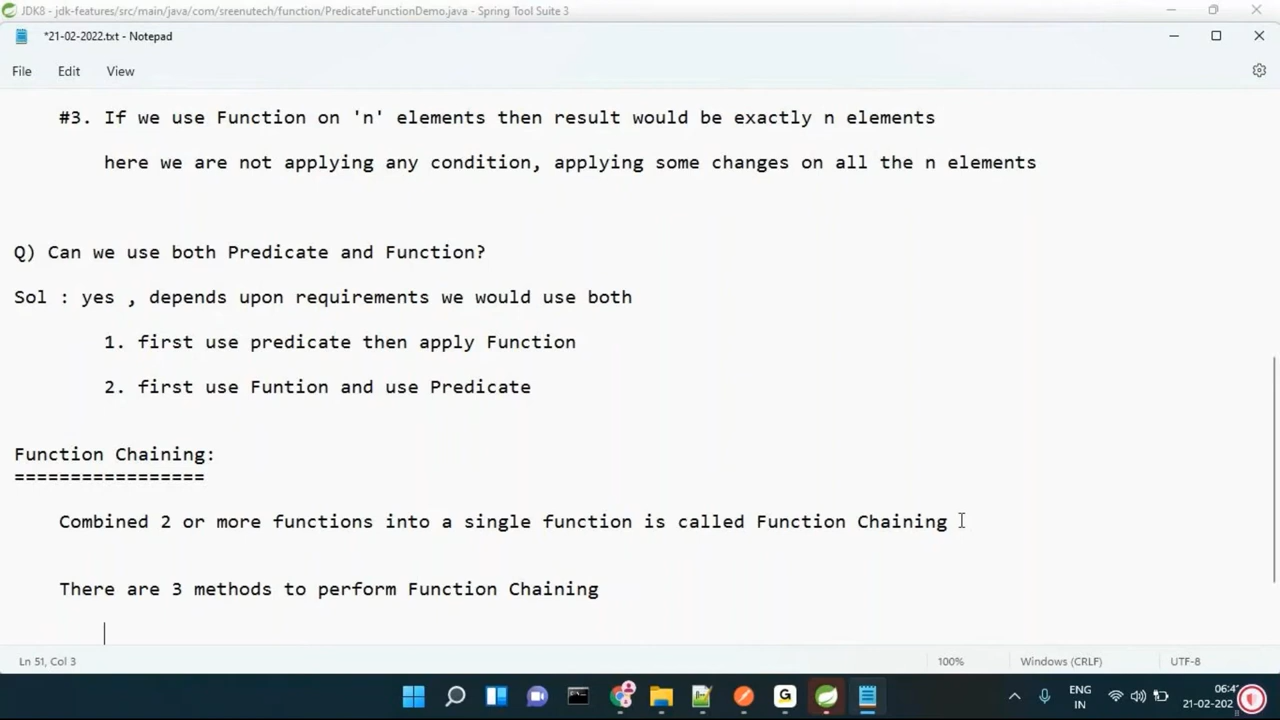 JDK8 - jdk-features/src/main/java/com/sreenutech/function/PredicateFunctionDemo.java - Spring Tool Suite 3
*21-02-2022.txt - Notepad
File Edit View
#3. If we use Function on 'n' elements then result would be exactly n elements
here we are not applying any condition, applying some changes on all the n elements
Q) Can we use both Predicate and Function?
Sol : yes , depends upon requirements we would use both
1. first use predicate then apply Function
2. first use Funtion and use Predicate
Function Chaining:
=================
Combined 2 or more functions into a single function is called Function Chaining
There are 3 methods to perform Function Chaining
Ln 51, Col 3 100% Windows (CRLF) UTF-8
ENG 06:4
IN 21-02-202